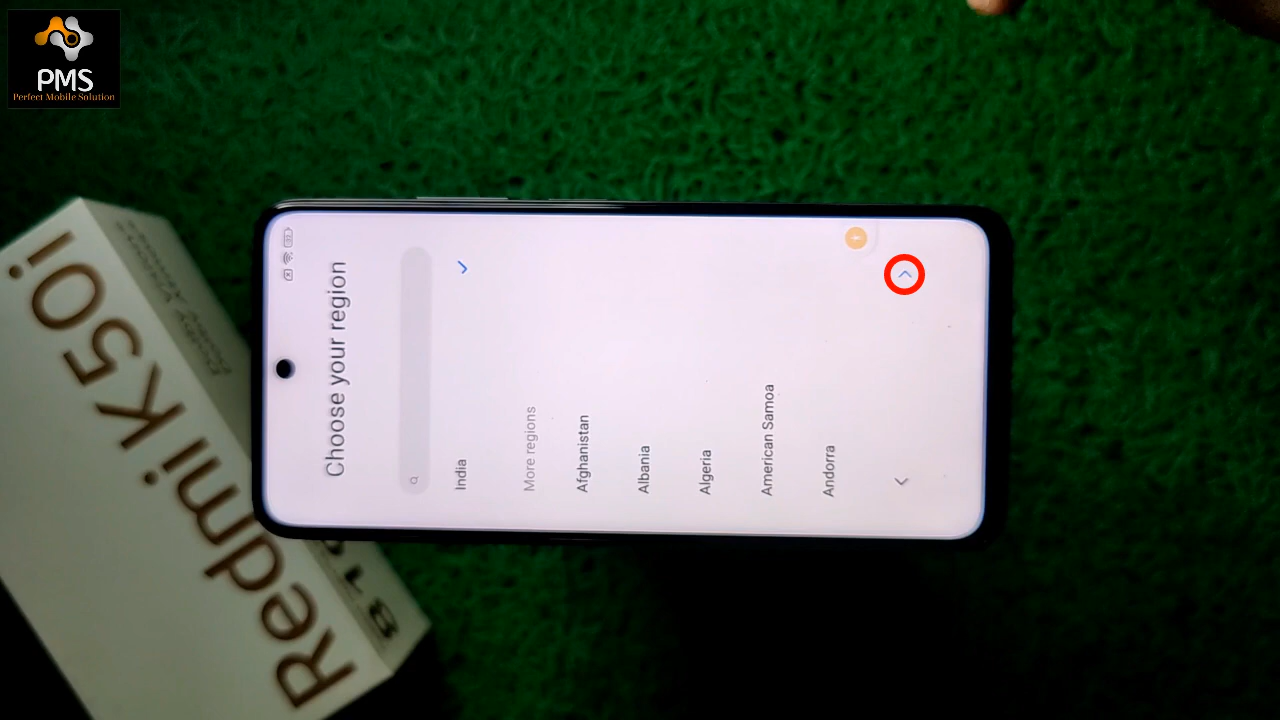 PMS
Perfect Mobile Solution
Choose your region
India
More regions
Afghanistan
Albania
Algeria
American Samoa
Andorra
Redmi K50i